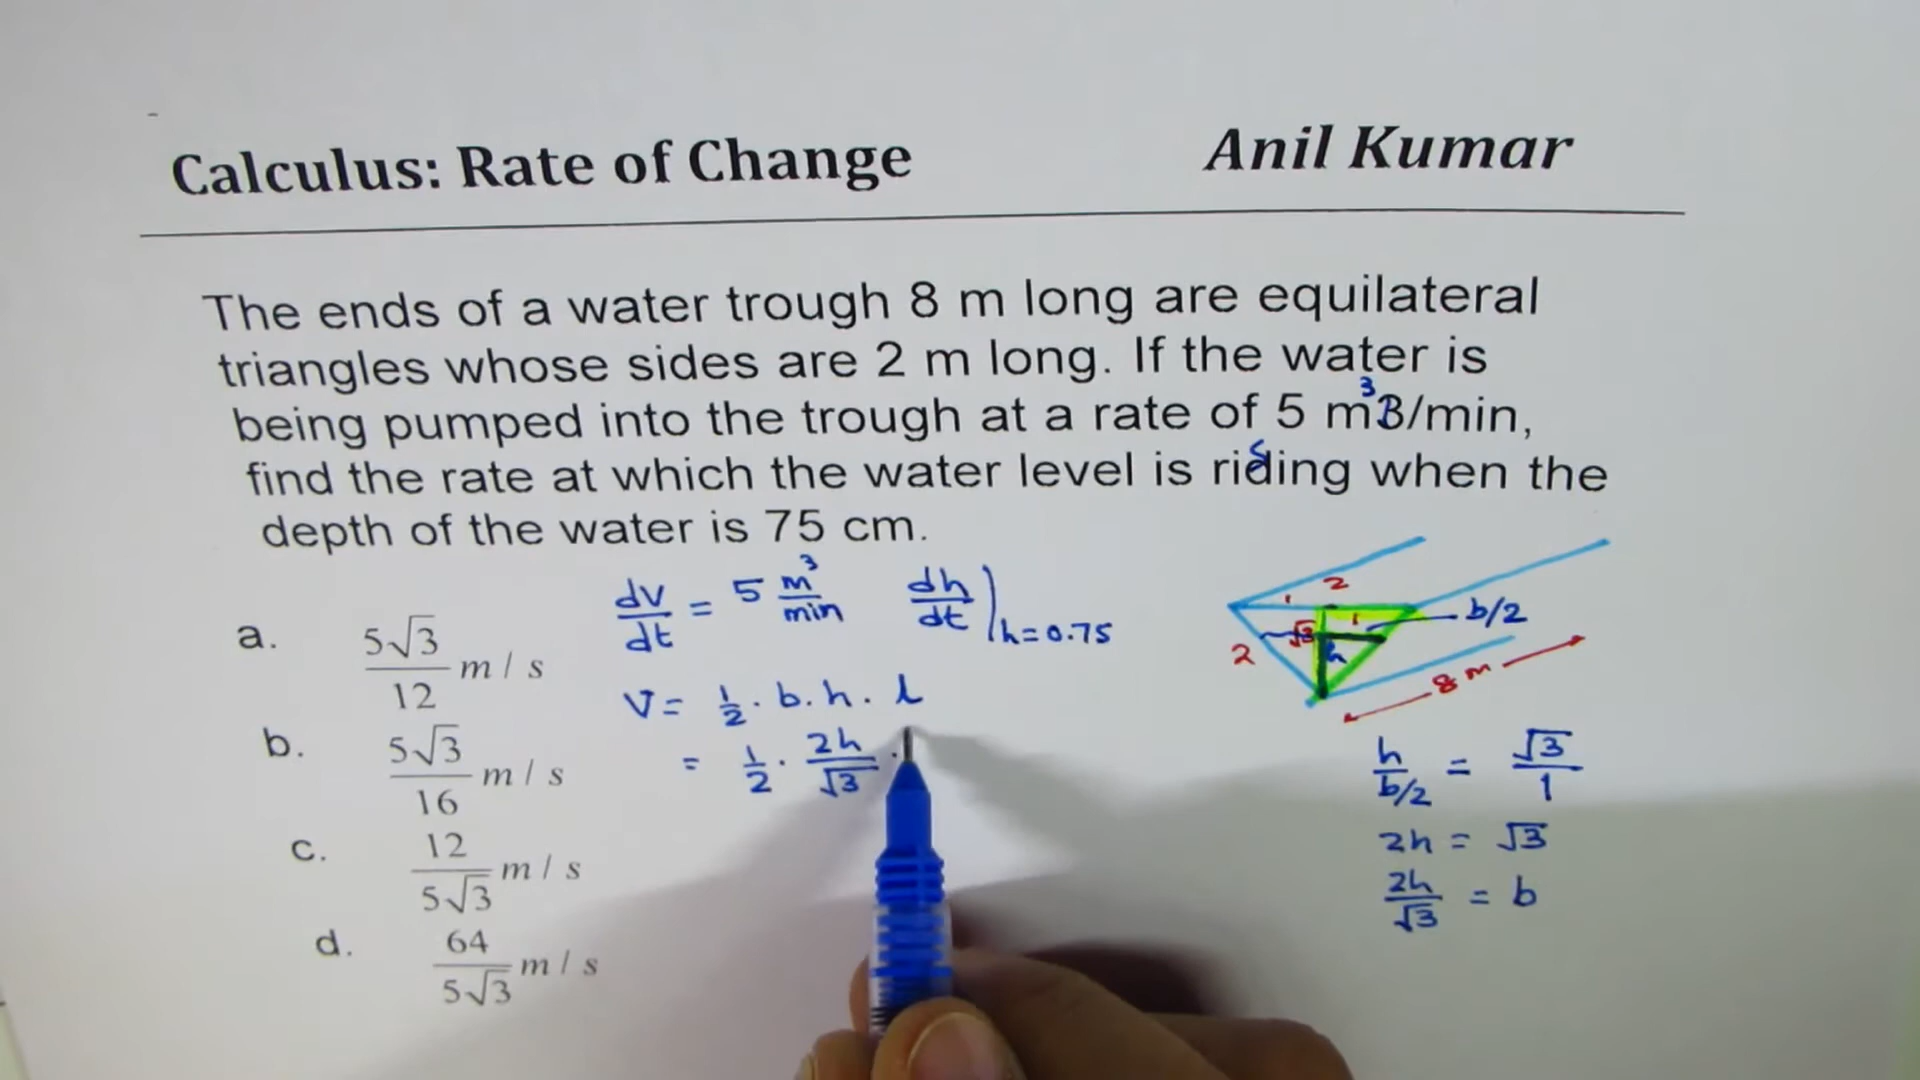 Calculus: Rate of Change Anil Kumar
The ends of a water trough 8 m long are equilateral
triangles whose sides are 2 m long. If the water is
being pumped into the trough at a rate of 5 m³/min,
find the rate at which the water level is rising when the
depth of the water is 75 cm.
a. 5√3/12 m / s
b. 5√3/16 m / s
c. 12/5√3 m / s
d. 64/5√3 m / s
dV/dt = 5 m³/min dh/dt)h=0.75
V = 1/2 · b · h · l
= 1/2 · 2h/√3 ·
2
1
1
b/2
√3
h
2
8 m
h/b/2 = √3/1
2h = √3
2h/√3 = b